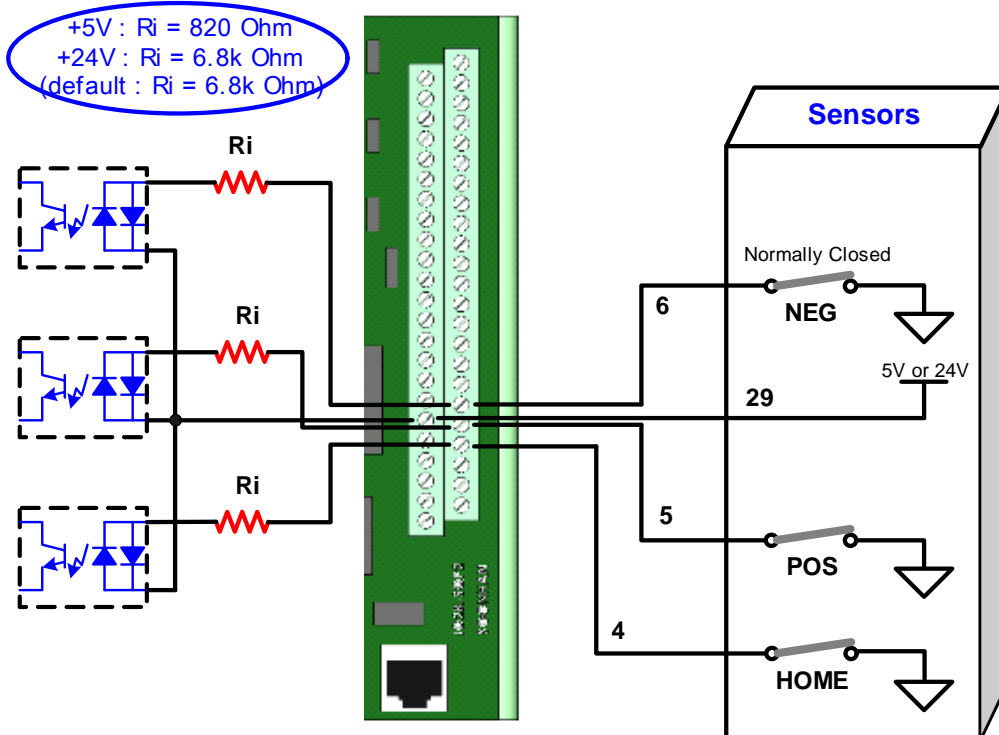 +5V : Ri = 820 Ohm
+24V : Ri = 6.8k Ohm
(default : Ri = 6.8k Ohm)
Ri
Ri
Ri
Sensors
Normally Closed
NEG
6
5V or 24V
29
5
POS
4
HOME